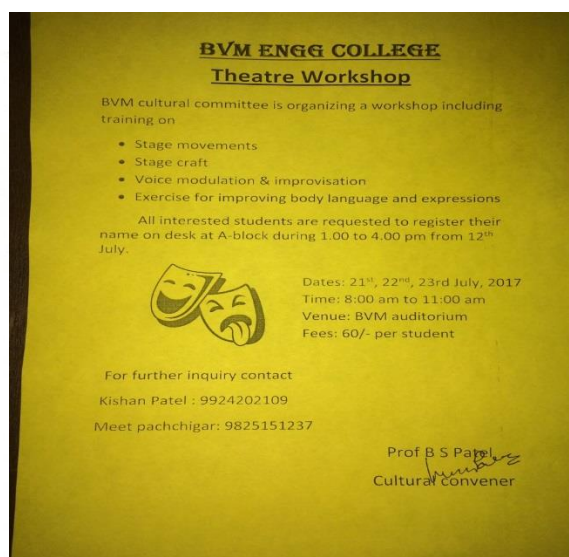 BVM ENGG COLLEGE
Theatre Workshop
BVM cultural committee is organizing a workshop including
training on
• Stage movements
• Stage craft
• Voice modulation & improvisation
• Exercise for improving body language and expressions
All interested students are requested to register their
name on desk at A-block during 1.00 to 4.00 pm from 12th
July.
Dates: 21st, 22nd, 23rd July, 2017
Time: 8:00 am to 11:00 am
Venue: BVM auditorium
Fees: 60/- per student
For further inquiry contact
Kishan Patel : 9924202109
Meet pachchigar: 9825151237
Prof B S Patel
Cultural convener